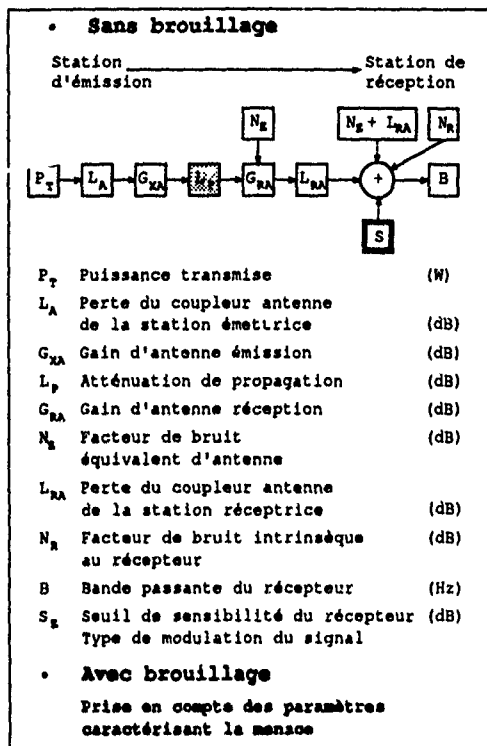 • Sans brouillage
Station d'émission
Station de réception
N_E
N_E + L_RA
N_R
P_T
L_A
G_XA
L_P
G_RA
L_RA
+
B
S
P_T Puissance transmise (W)
L_A Perte du coupleur antenne
de la station émettrice (dB)
G_XA Gain d'antenne émission (dB)
L_P Atténuation de propagation (dB)
G_RA Gain d'antenne réception (dB)
N_E Facteur de bruit (dB)
équivalent d'antenne
L_RA Perte du coupleur antenne
de la station réceptrice (dB)
N_R Facteur de bruit intrinsèque (dB)
au récepteur
B Bande passante du récepteur (Hz)
S_E Seuil de sensibilité du récepteur (dB)
Type de modulation du signal
• Avec brouillage
Prise en compte des paramètres
caractérisant la menace